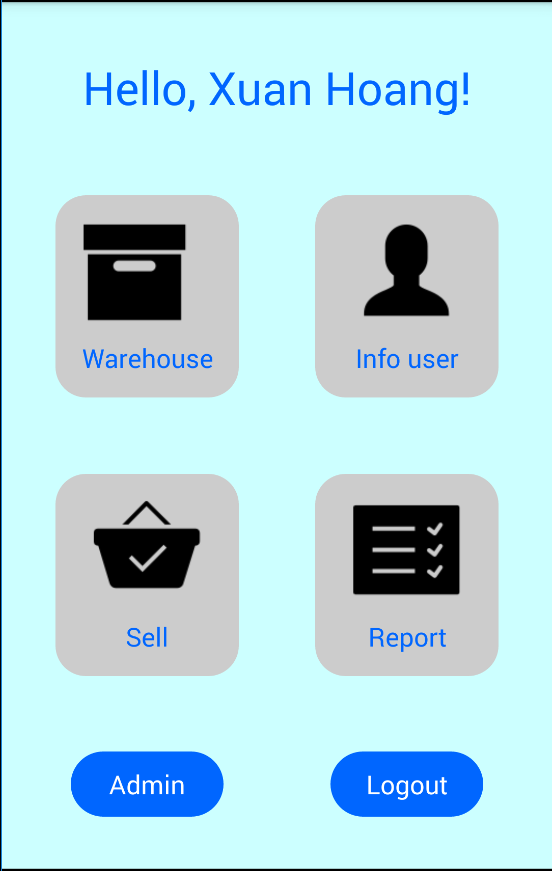 Hello, Xuan Hoang!
Warehouse
Info user
Sell
Report
Admin
Logout